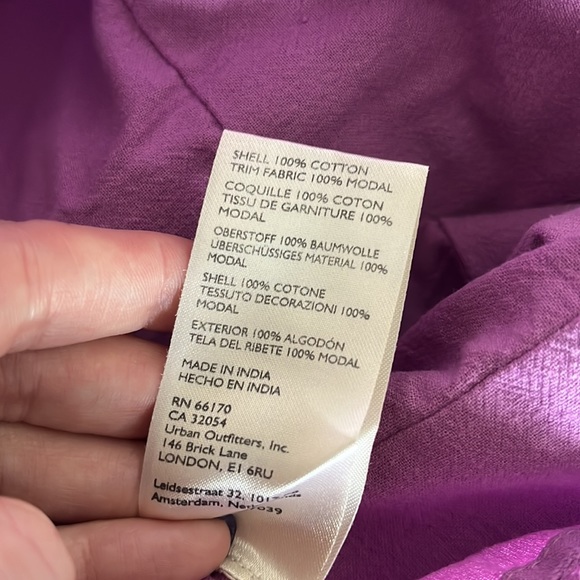 SHELL 100% COTTON
TRIM FABRIC 100% MODAL
COQUILLE 100% COTON
TISSU DE GARNITURE 100%
MODAL
OBERSTOFF 100% BAUMWOLLE
ÜBERSCHÜSSIGES MATERIAL 100%
MODAL
SHELL 100% COTONE
TESSUTO DECORAZIONI 100%
MODAL
EXTERIOR 100% ALGODÓN
TELA DEL RIBETE 100% MODAL
MADE IN INDIA
HECHO EN INDIA
RN 66170
CA 32054
Urban Outfitters, Inc.
146 Brick Lane
LONDON, E1 6RU
Leidsestraat 32,
Amsterdam,